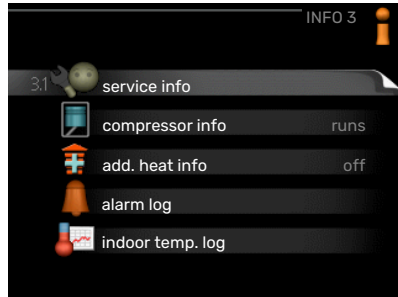 INFO 3
3.1 service info
compressor info runs
add. heat info off
alarm log
indoor temp. log